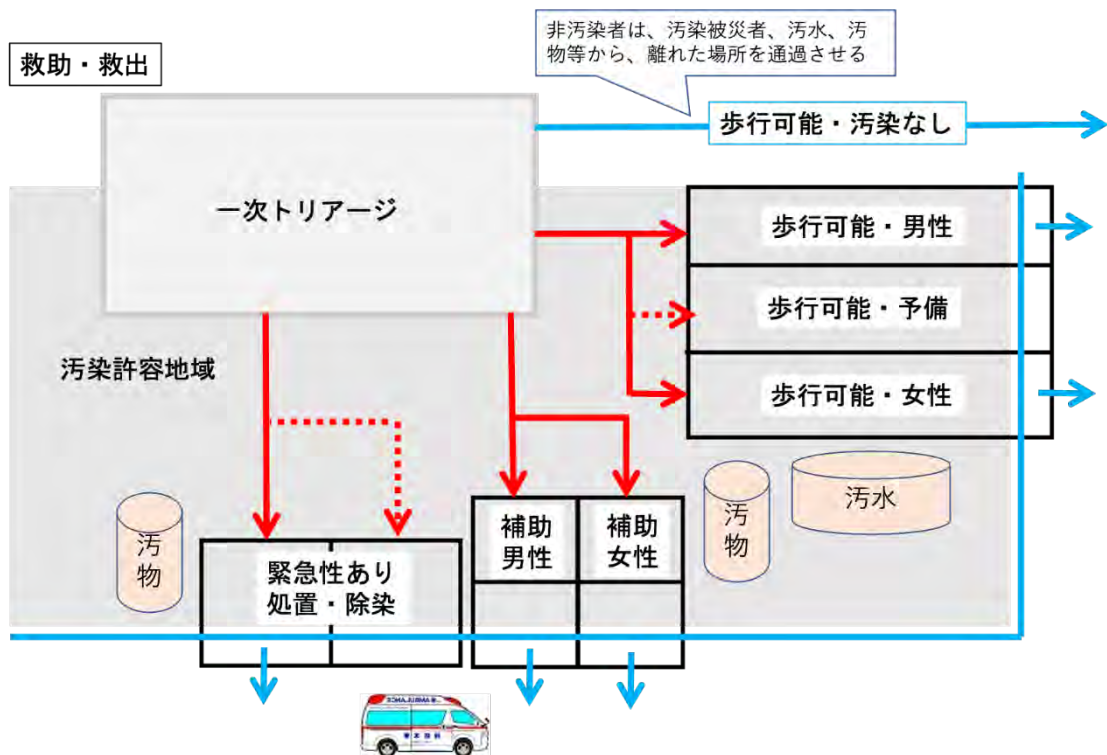 非汚染者は、汚染被災者、汚水、汚
物等から、離れた場所を通過させる
救助・救出
歩行可能・汚染なし
一次トリアージ
歩行可能・男性
歩行可能・予備
歩行可能・女性
汚染許容地域
汚物
緊急性あり
処置・除染
補助
男性
補助
女性
汚物
汚水
AMBULANCE